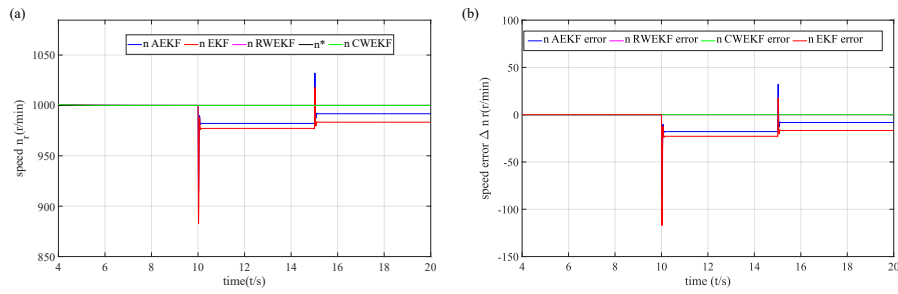 (a)
n AEKF n EKF n RWEKF n* n CWEKF
speed n_r(r/min)
1050
1000
950
900
850
4 6 8 10 12 14 16 18 20
time(t/s)
(b)
n AEKF error n RWEKF error n CWEKF error n EKF error
speed error Δ n r(r/min)
100
50
0
-50
-100
-150
4 6 8 10 12 14 16 18 20
time (t/s)